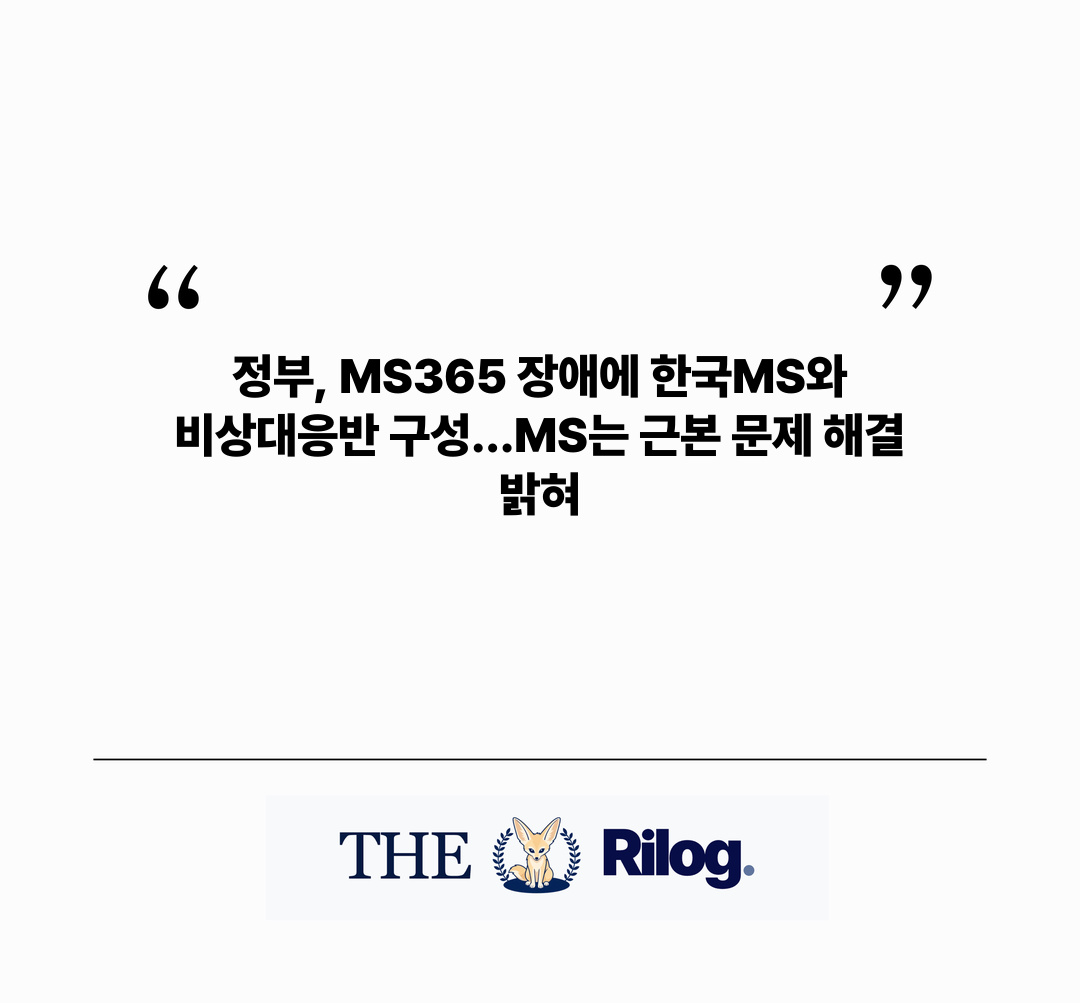 “ ”
정부, MS365 장애에 한국MS와
비상대응반 구성...MS는 근본 문제 해결
밝혀
THE Rilog.